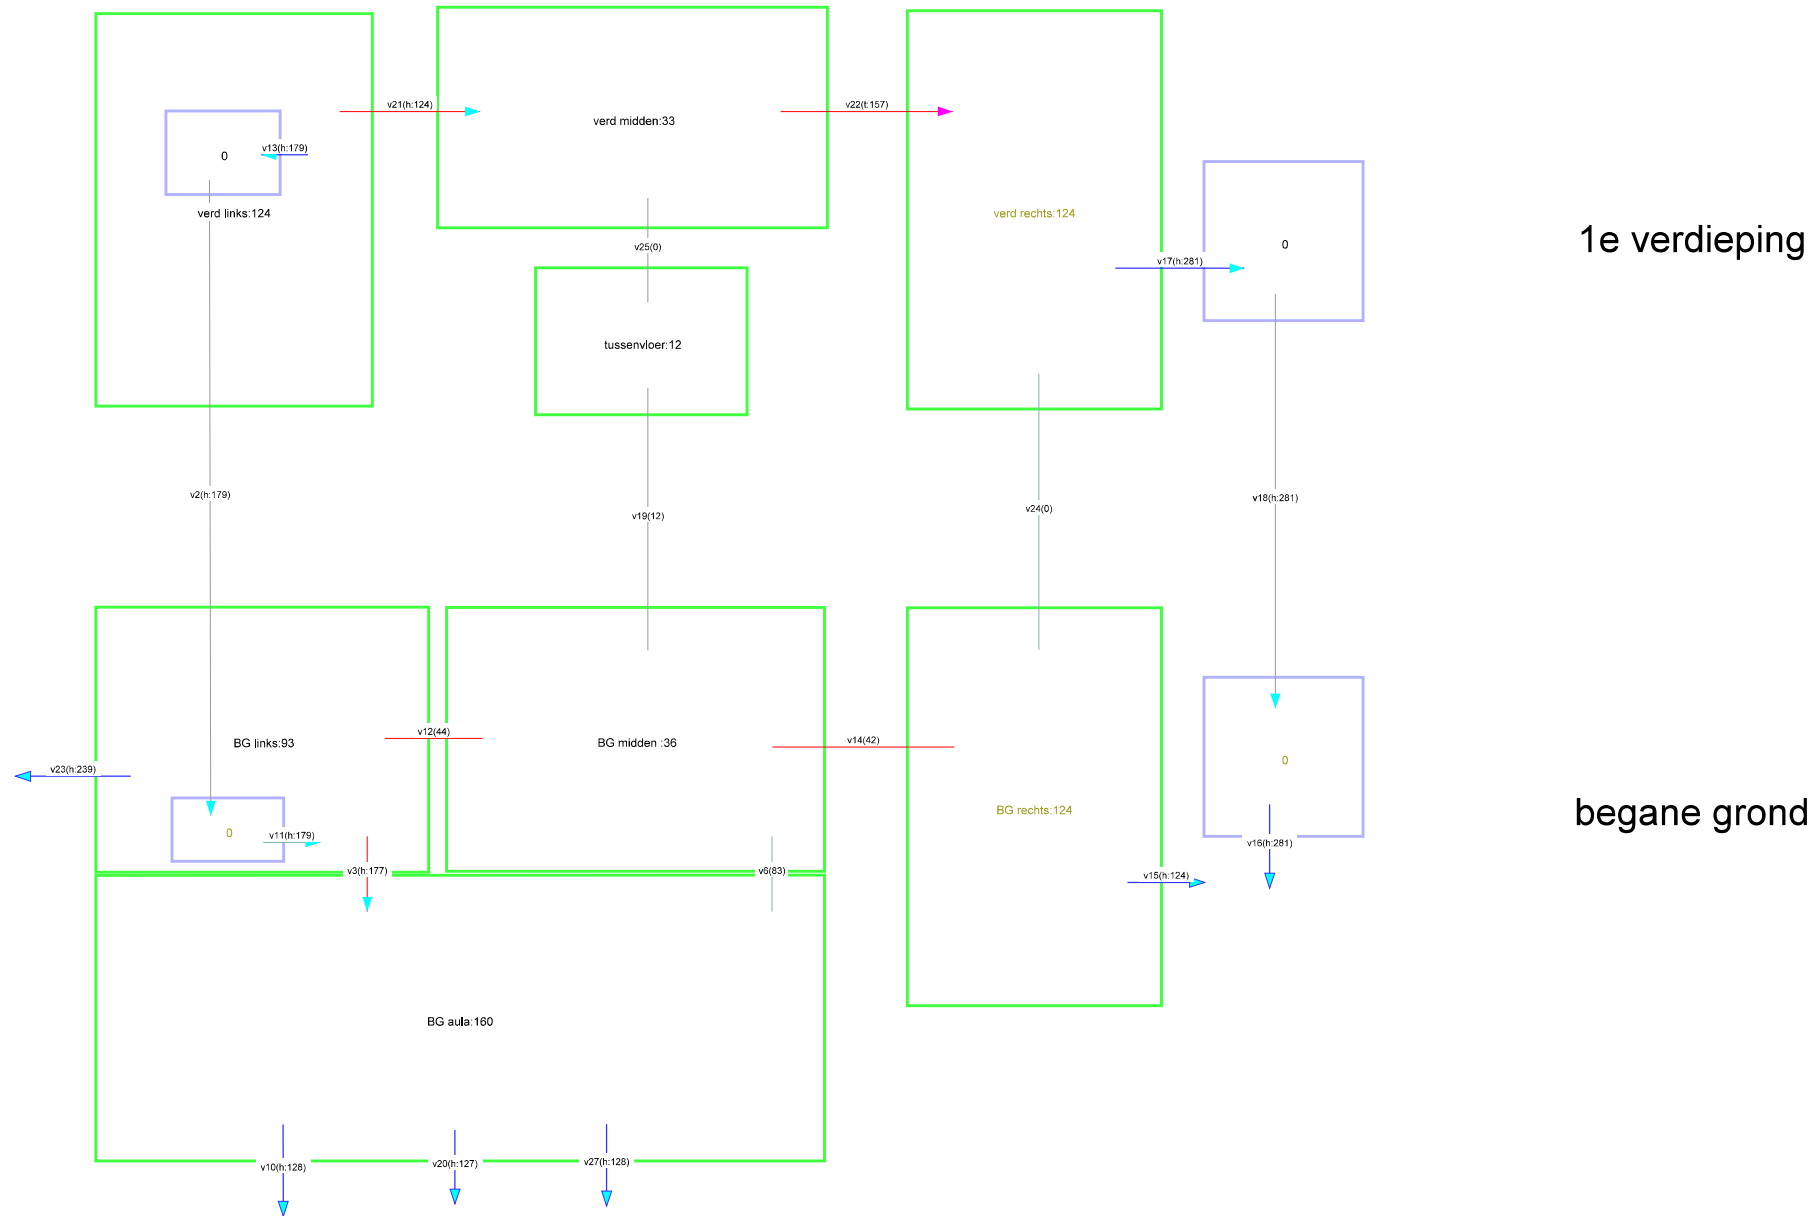 v21(h:124)
v22(t:157)
verd midden:33
v13(h:179)
0
verd links:124
verd rechts:124
1e verdieping
v25(0)
0
v17(h:281)
tussenvloer:12
v2(h:179)
v18(h:281)
v19(12)
v24(0)
v12(44)
BG links:93
BG midden :36
v14(42)
0
v23(h:239)
BG rechts:124
begane grond
0
v11(h:179)
v16(h:281)
v3(h:177)
v6(83)
v15(h:124)
BG aula:160
v10(h:128)
v20(h:127)
v27(h:128)